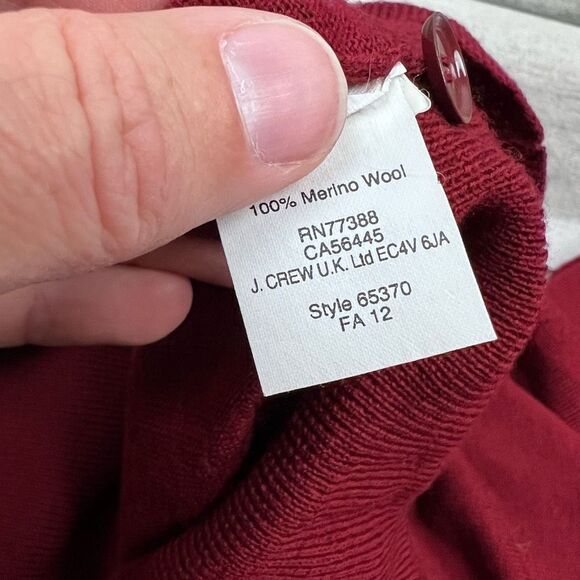 100% Merino Wool
RN77388
CA56445
J. CREW U.K. Ltd EC4V 6JA
Style 65370
FA 12